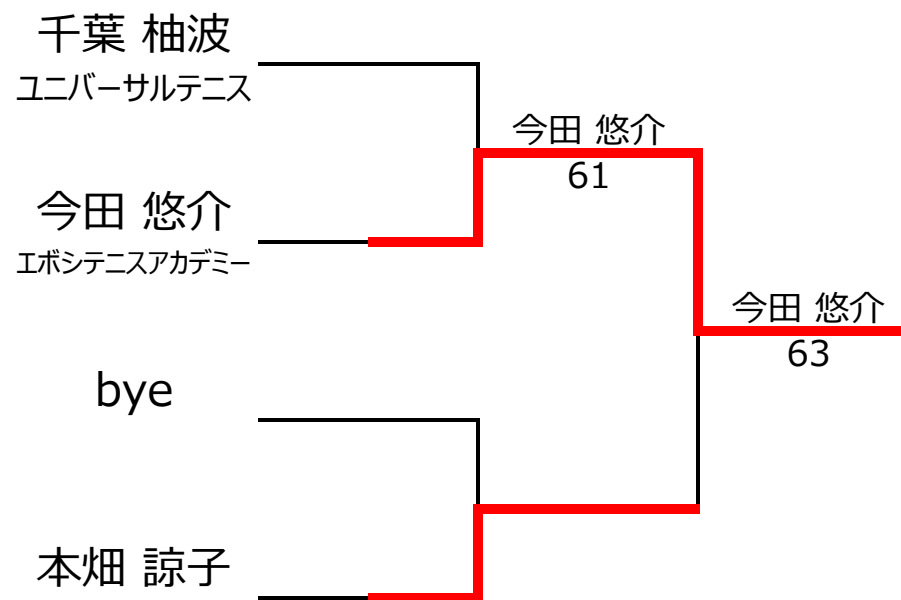 千葉 柚波
ユニバーサルテニス
今田 悠介
61
今田 悠介
エボシテニスアカデミー
今田 悠介
63
bye
本畑 諒子